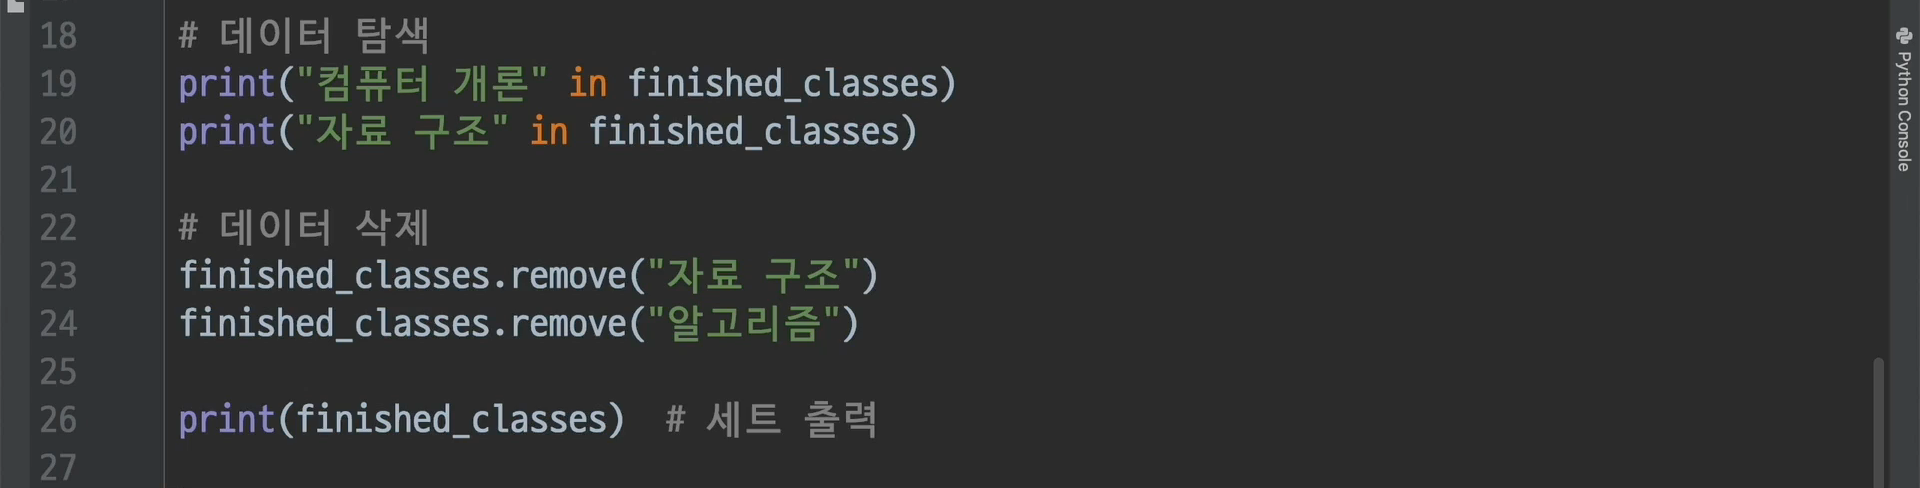 18 # 데이터 탐색
19 print("컴퓨터 개론" in finished_classes)
20 print("자료 구조" in finished_classes)
21
22 # 데이터 삭제
23 finished_classes.remove("자료 구조")
24 finished_classes.remove("알고리즘")
25
26 print(finished_classes)  # 세트 출력
27
Python Console